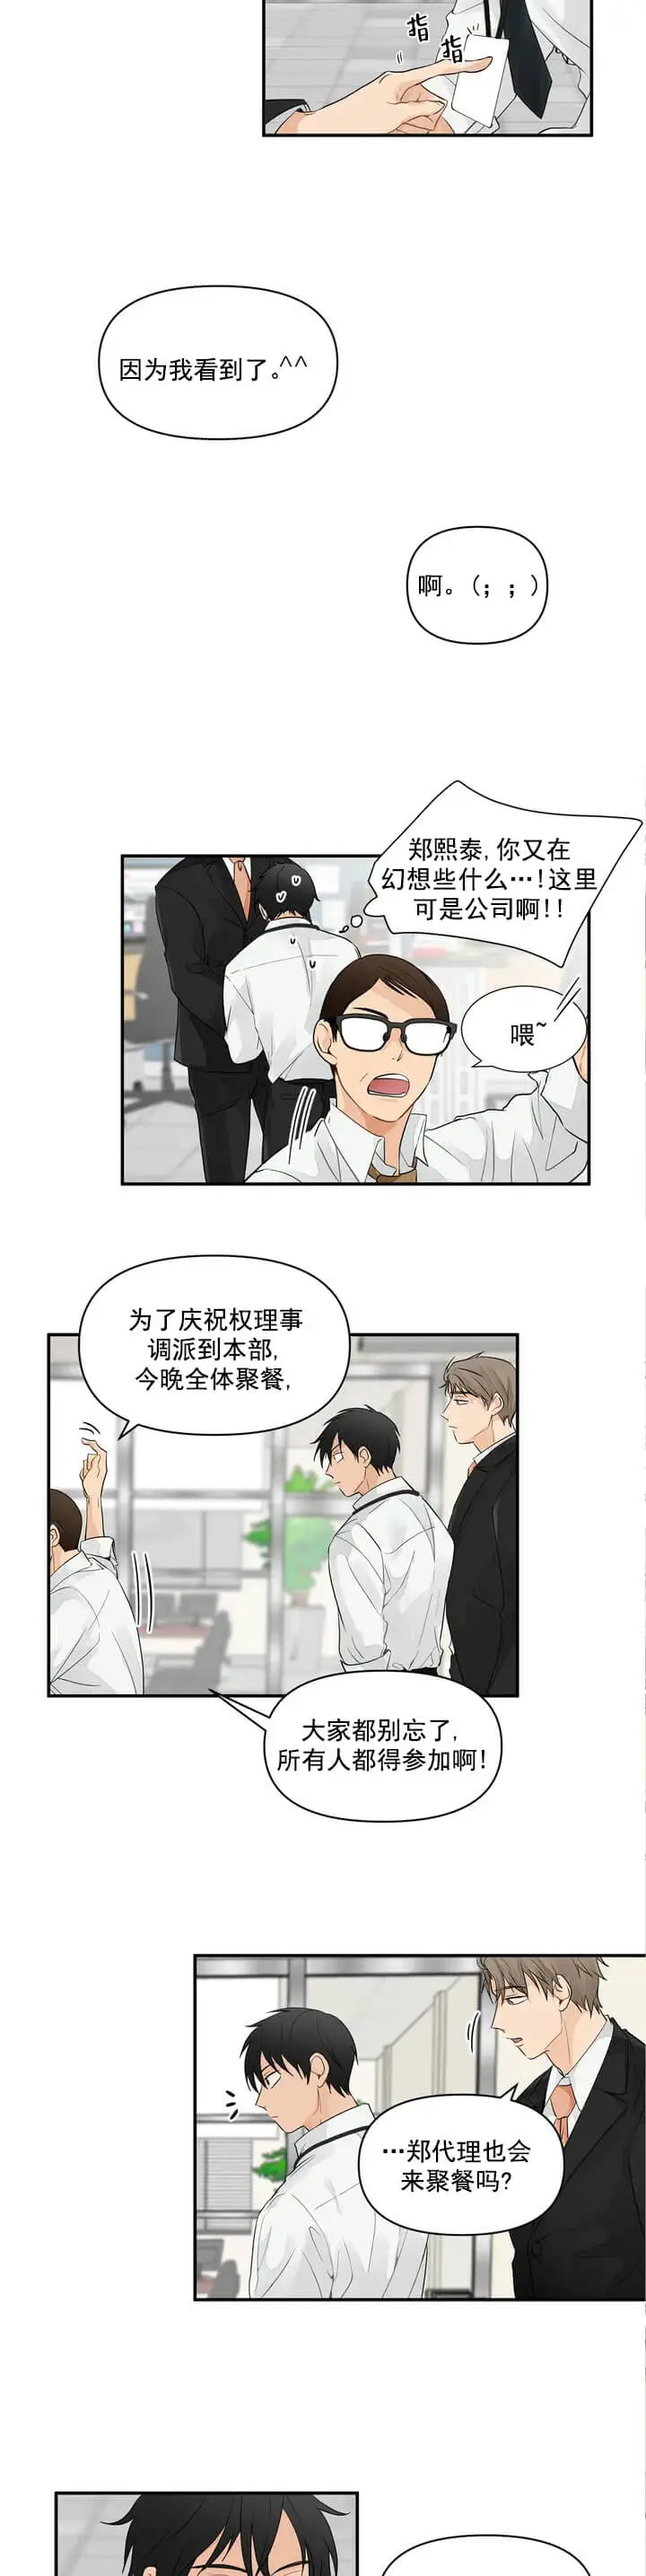 指
指
因为我看到了。^^
啊。(；；)
郑熙泰,你又在
幻想些什么…!这里
可是公司啊!!
喂~
为了庆祝权理事
调派到本部,
今晚全体聚餐,
大家都别忘了,
所有人都得参加啊!
…郑代理也会
来聚餐吗?